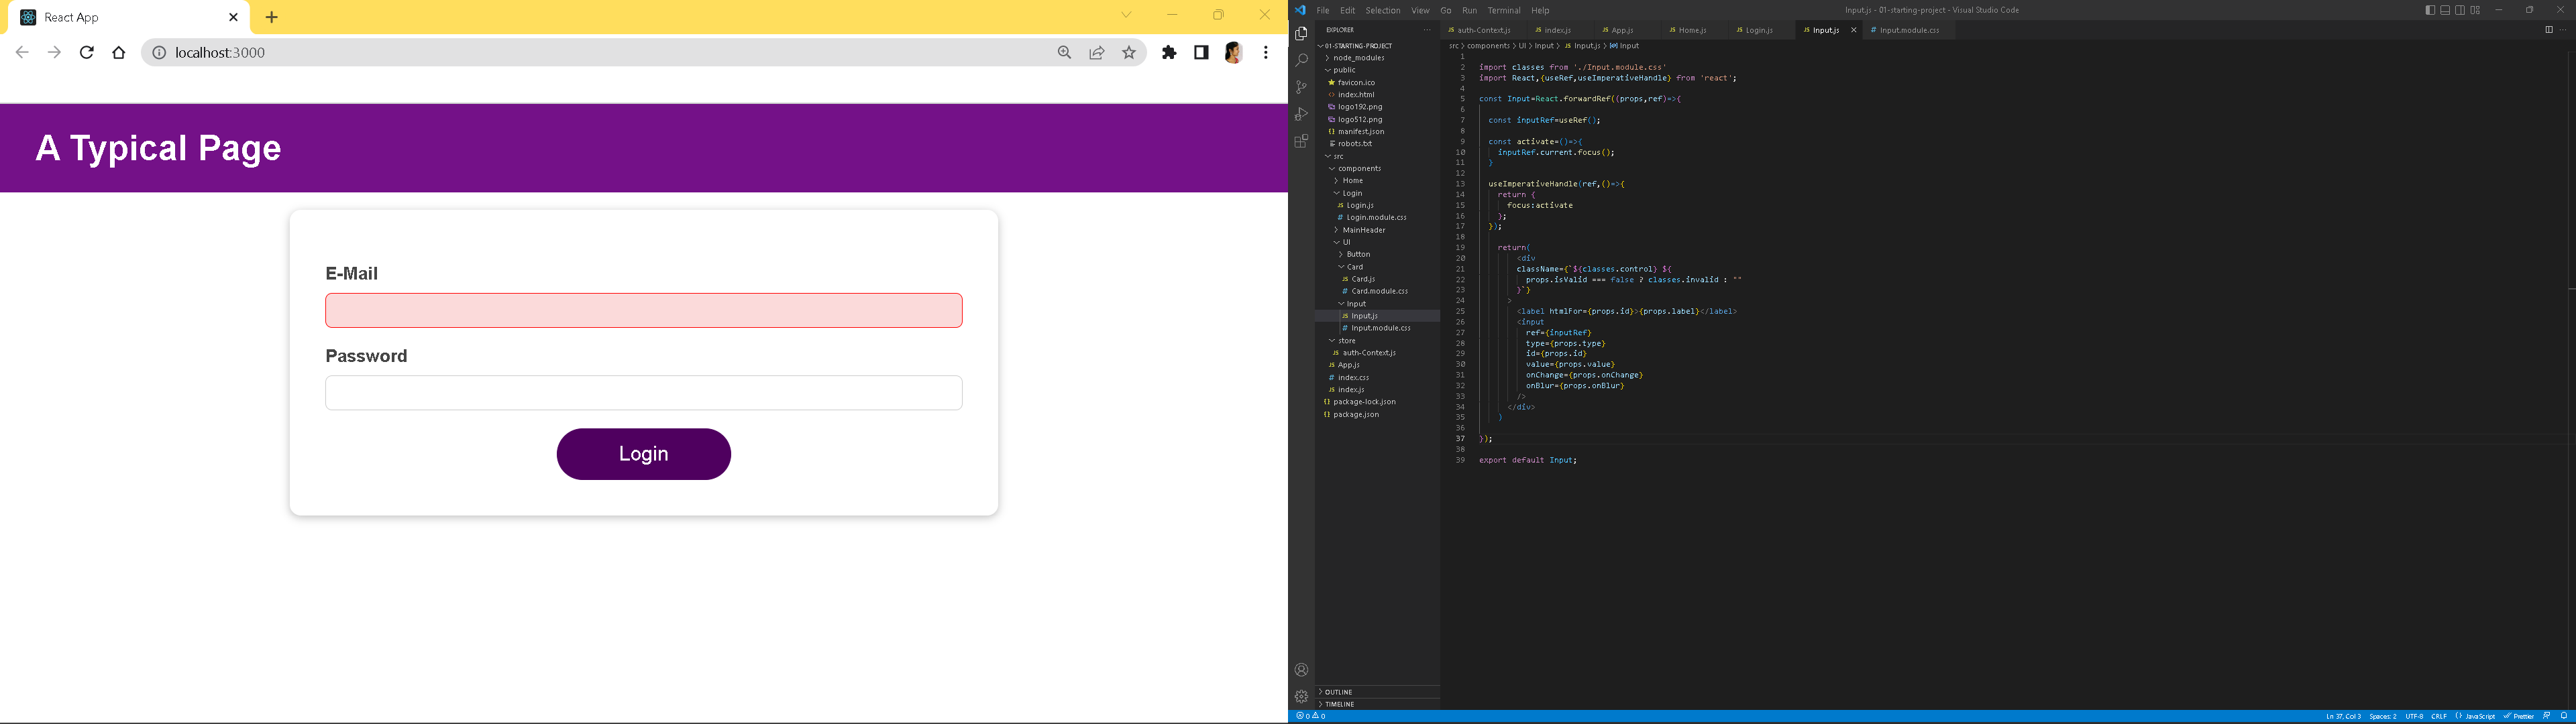 React App
localhost:3000
A Typical Page
E-Mail
Password
Login
File Edit Selection View Go Run Terminal Help
Input.js - 01-starting-project - Visual Studio Code
EXPLORER
01-STARTING-PROJECT
node_modules
public
favicon.ico
index.html
logo192.png
logo512.png
manifest.json
robots.txt
src
components
Home
Login
Login.js
Login.module.css
MainHeader
UI
Button
Card
Card.js
Card.module.css
Input
Input.js
Input.module.css
store
auth-Context.js
App.js
index.css
index.js
package-lock.json
package.json
OUTLINE
TIMELINE
auth-Context.js index.js App.js Home.js Login.js Input.js Input.module.css
src > components > UI > Input > Input.js > Input
1
2 import classes from './Input.module.css'
3 import React,{useRef,useImperativeHandle} from 'react';
4
5 const Input=React.forwardRef((props,ref)=>{
6
7 const inputRef=useRef();
8
9 const activate=()=>{
10 inputRef.current.focus();
11 }
12
13 useImperativeHandle(ref,()=>{
14 return {
15 focus:activate
16 };
17 });
18
19 return(
20 <div
21 className={`${classes.control} ${
22 props.isValid === false ? classes.invalid : ""
23 }`}
24 >
25 <label htmlFor={props.id}>{props.label}</label>
26 <input
27 ref={inputRef}
28 type={props.type}
29 id={props.id}
30 value={props.value}
31 onChange={props.onChange}
32 onBlur={props.onBlur}
33 />
34 </div>
35 )
36
37 });
38
39 export default Input;
0 0
Ln 37, Col 3 Spaces: 2 UTF-8 CRLF {} JavaScript Prettier